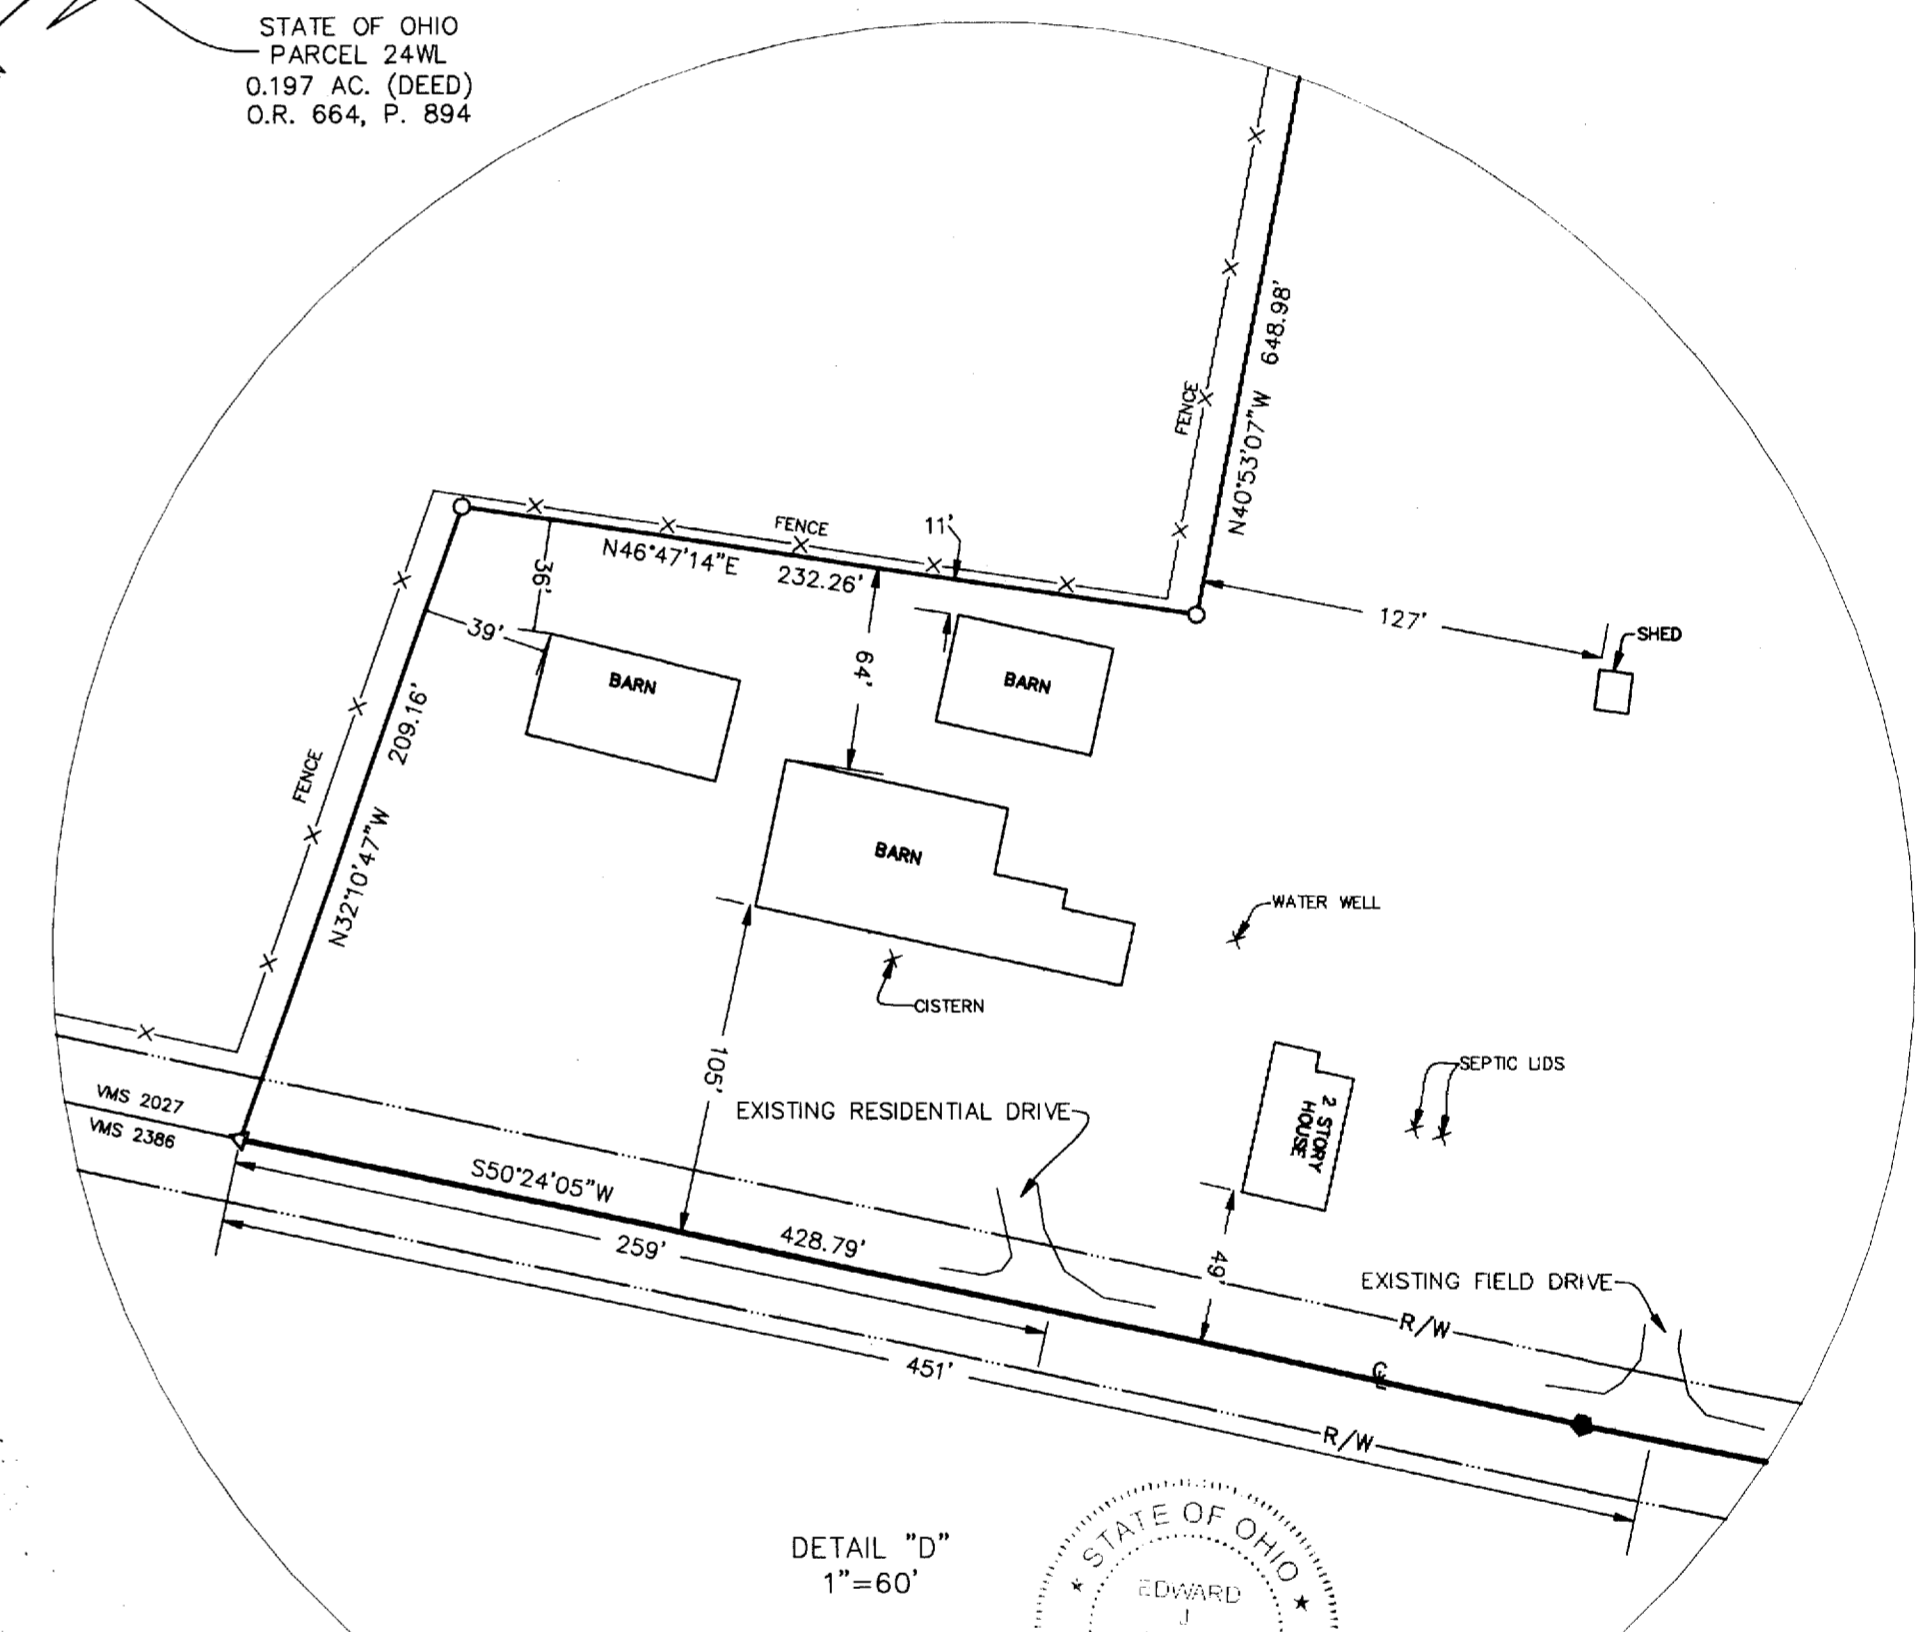 STATE OF OHIO
PARCEL 24WL
0.197 AC. (DEED)
O.R. 664, P. 894
N40°53'07"W 648.98'
FENCE
FENCE
11'
N46°47'14"E 232.26'
36'
39'
127'
SHED
64'
BARN
BARN
209.16'
N32°10'47"W
FENCE
BARN
WATER WELL
CISTERN
105'
SEPTIC LIDS
VMS 2027
VMS 2386
EXISTING RESIDENTIAL DRIVE
2 STORY
HOUSE
S50°24'05"W
428.79'
259'
49'
EXISTING FIELD DRIVE
R/W
451'
R/W
DETAIL "D"
1"=60'
★ STATE OF OHIO ★
EDWARD
J